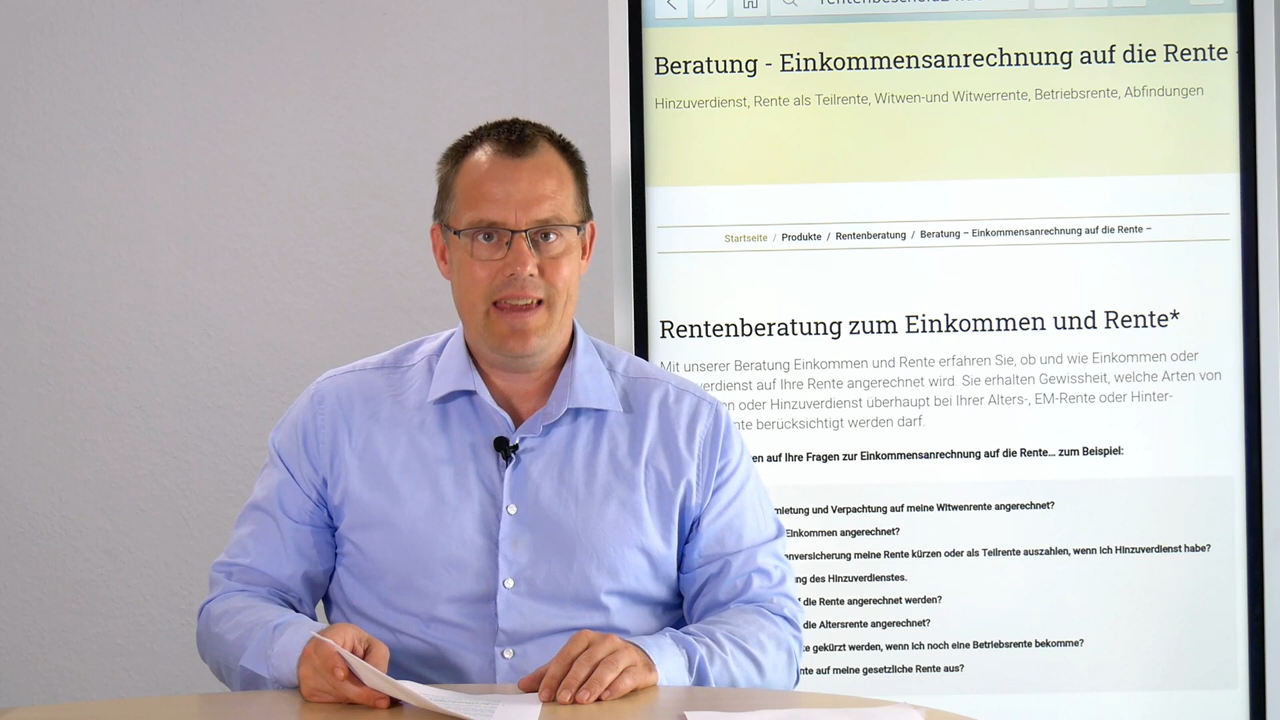 Beratung - Einkommensanrechnung auf die Rente
Hinzuverdienst, Rente als Teilrente, Witwen-und Witwerrente, Betriebsrente, Abfindungen
Startseite / Produkte / Rentenberatung / Beratung – Einkommensanrechnung auf die Rente –
Rentenberatung zum Einkommen und Rente*
Mit unserer Beratung Einkommen und Rente erfahren Sie, ob und wie Einkommen oder
verdienst auf Ihre Rente angerechnet wird. Sie erhalten Gewissheit, welche Arten von
oder Hinzuverdienst überhaupt bei Ihrer Alters-, EM-Rente oder Hinter-
berücksichtigt werden darf.
auf Ihre Fragen zur Einkommensanrechnung auf die Rente... zum Beispiel:
und Verpachtung auf meine Witwenrente angerechnet?
Einkommen angerechnet?
meine Rente kürzen oder als Teilrente auszahlen, wenn ich Hinzuverdienst habe?
des Hinzuverdienstes.
die Rente angerechnet werden?
die Altersrente angerechnet?
gekürzt werden, wenn ich noch eine Betriebsrente bekomme?
auf meine gesetzliche Rente aus?